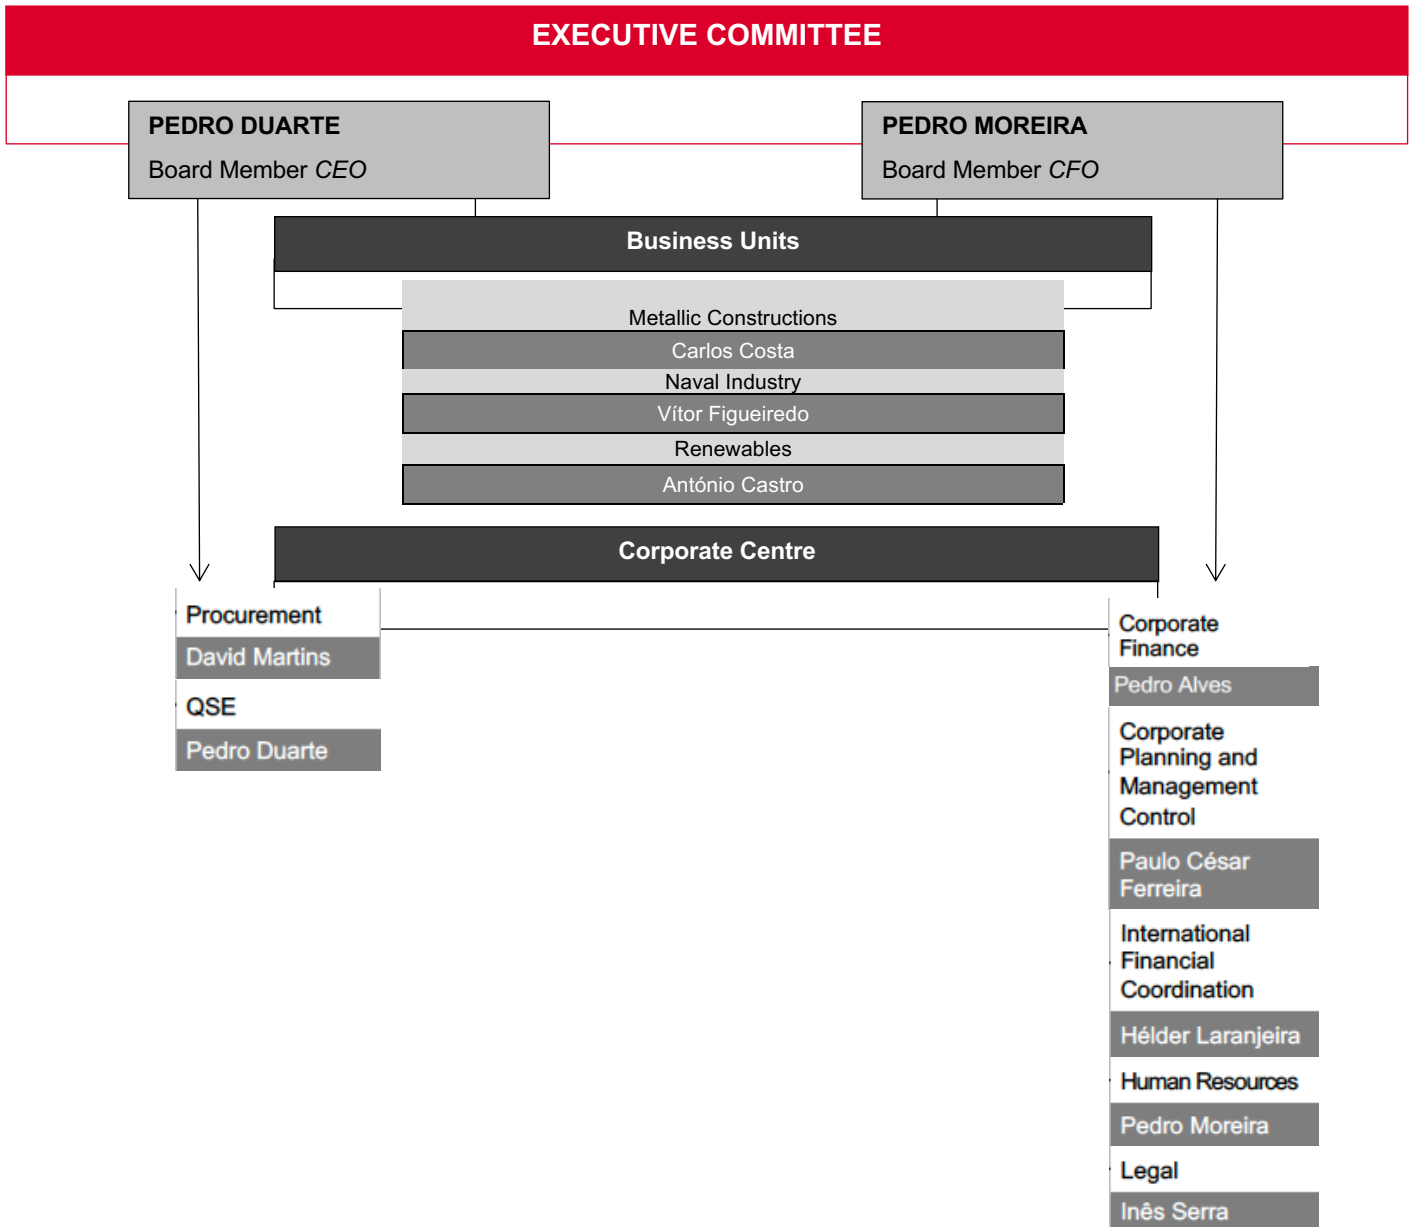 EXECUTIVE COMMITTEE
PEDRO DUARTE
Board Member CEO
PEDRO MOREIRA
Board Member CFO
Business Units
Metallic Constructions
Carlos Costa
Naval Industry
Vítor Figueiredo
Renewables
António Castro
Corporate Centre
Procurement
David Martins
QSE
Pedro Duarte
Corporate
Finance
Pedro Alves
Corporate
Planning and
Management
Control
Paulo César
Ferreira
International
Financial
Coordination
Hélder Laranjeira
Human Resources
Pedro Moreira
Legal
Inês Serra